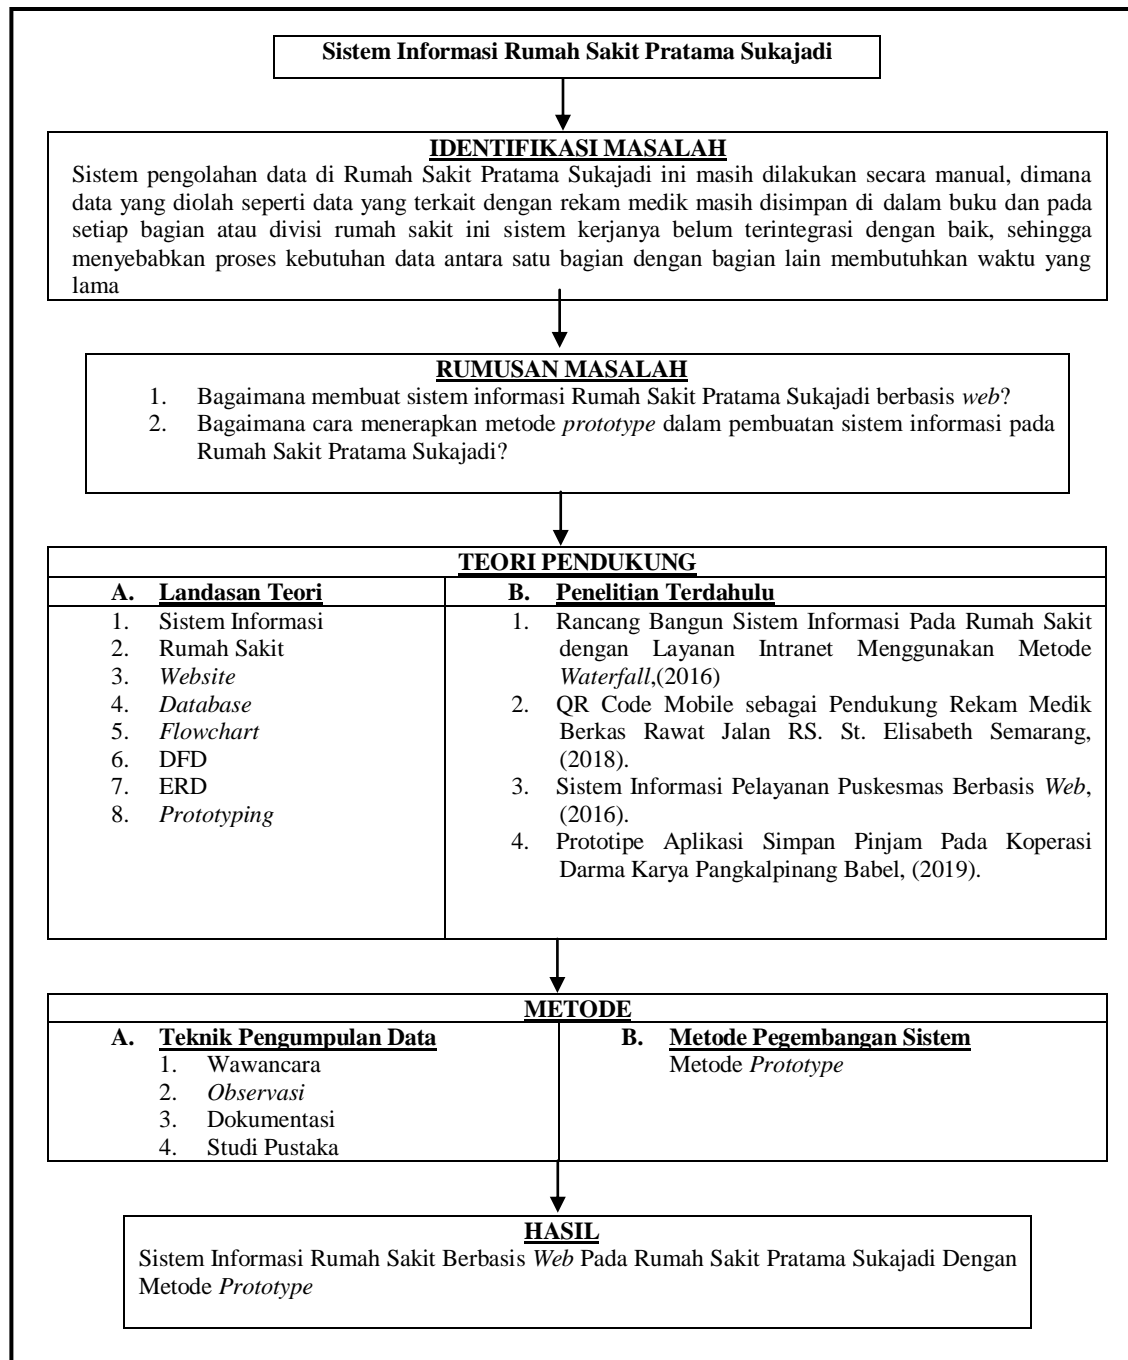 Sistem Informasi Rumah Sakit Pratama Sukajadi
IDENTIFIKASI MASALAH
Sistem pengolahan data di Rumah Sakit Pratama Sukajadi ini masih dilakukan secara manual, dimana
data yang diolah seperti data yang terkait dengan rekam medik masih disimpan di dalam buku dan pada
setiap bagian atau divisi rumah sakit ini sistem kerjanya belum terintegrasi dengan baik, sehingga
menyebabkan proses kebutuhan data antara satu bagian dengan bagian lain membutuhkan waktu yang
lama
RUMUSAN MASALAH
1. Bagaimana membuat sistem informasi Rumah Sakit Pratama Sukajadi berbasis web?
2. Bagaimana cara menerapkan metode prototype dalam pembuatan sistem informasi pada
Rumah Sakit Pratama Sukajadi?
TEORI PENDUKUNG
A. Landasan Teori
1. Sistem Informasi
2. Rumah Sakit
3. Website
4. Database
5. Flowchart
6. DFD
7. ERD
8. Prototyping
B. Penelitian Terdahulu
1. Rancang Bangun Sistem Informasi Pada Rumah Sakit
dengan Layanan Intranet Menggunakan Metode
Waterfall,(2016)
2. QR Code Mobile sebagai Pendukung Rekam Medik
Berkas Rawat Jalan RS. St. Elisabeth Semarang,
(2018).
3. Sistem Informasi Pelayanan Puskesmas Berbasis Web,
(2016).
4. Prototipe Aplikasi Simpan Pinjam Pada Koperasi
Darma Karya Pangkalpinang Babel, (2019).
METODE
A. Teknik Pengumpulan Data
1. Wawancara
2. Observasi
3. Dokumentasi
4. Studi Pustaka
B. Metode Pegembangan Sistem
Metode Prototype
HASIL
Sistem Informasi Rumah Sakit Berbasis Web Pada Rumah Sakit Pratama Sukajadi Dengan
Metode Prototype